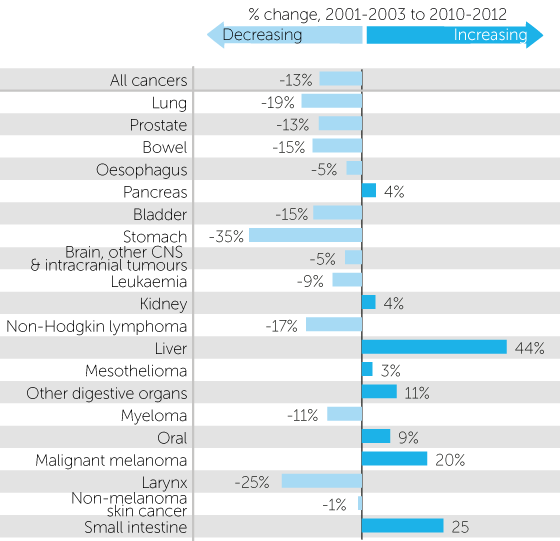 % change, 2001-2003 to 2010-2012
Decreasing Increasing
All cancers -13%
Lung -19%
Prostate -13%
Bowel -15%
Oesophagus -5%
Pancreas 4%
Bladder -15%
Stomach -35%
Brain, other CNS
& intracranial tumours -5%
Leukaemia -9%
Kidney 4%
Non-Hodgkin lymphoma -17%
Liver 44%
Mesothelioma 3%
Other digestive organs 11%
Myeloma -11%
Oral 9%
Malignant melanoma 20%
Larynx -25%
Non-melanoma
skin cancer -1%
Small intestine 25